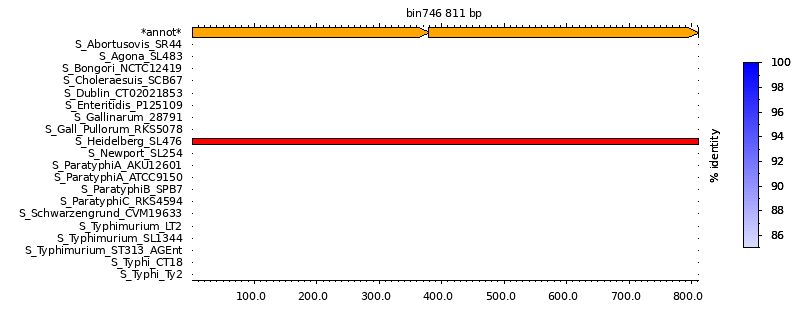 bin746 811 bp
*annot*
S_Abortusovis_SR44
S_Agona_SL483
S_Bongori_NCTC12419
S_Choleraesuis_SCB67
S_Dublin_CT02021853
S_Enteritidis_P125109
S_Gallinarum_28791
S_Gall_Pullorum_RKS5078
S_Heidelberg_SL476
S_Newport_SL254
S_ParatyphiA_AKU12601
S_ParatyphiA_ATCC9150
S_ParatyphiB_SPB7
S_ParatyphiC_RKS4594
S_Schwarzengrund_CVM19633
S_Typhimurium_LT2
S_Typhimurium_SL1344
S_Typhimurium_ST313_AGEnt
S_Typhi_CT18
S_Typhi_Ty2
100.0 200.0 300.0 400.0 500.0 600.0 700.0 800.0
% identity
100
98
96
94
92
90
88
86